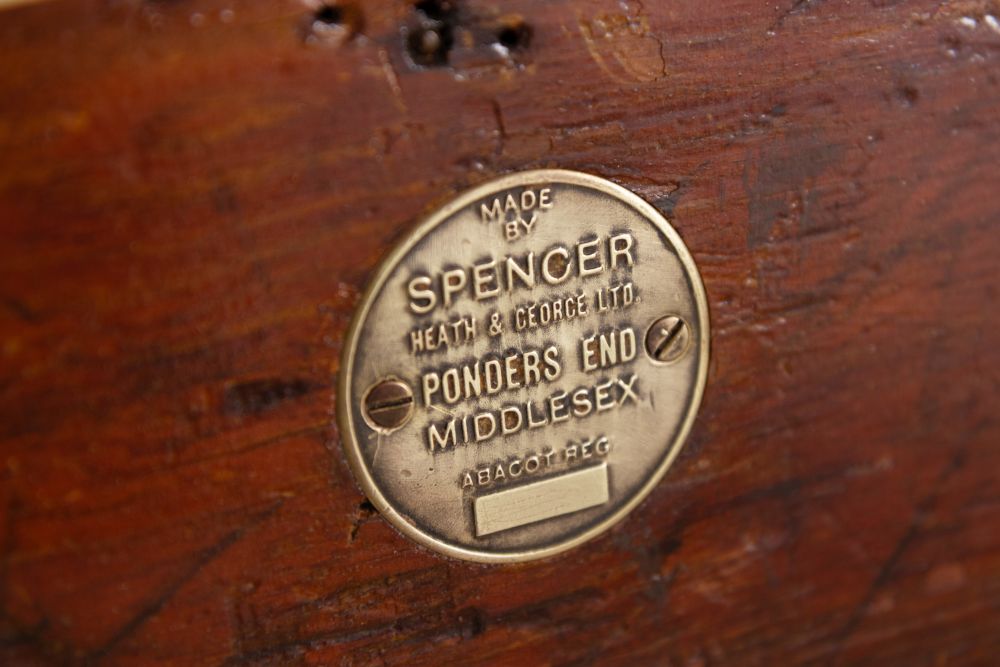 MADE
BY
SPENCER
HEATH & GEORGE LTD.
PONDERS END
MIDDLESEX
ABACOT REG